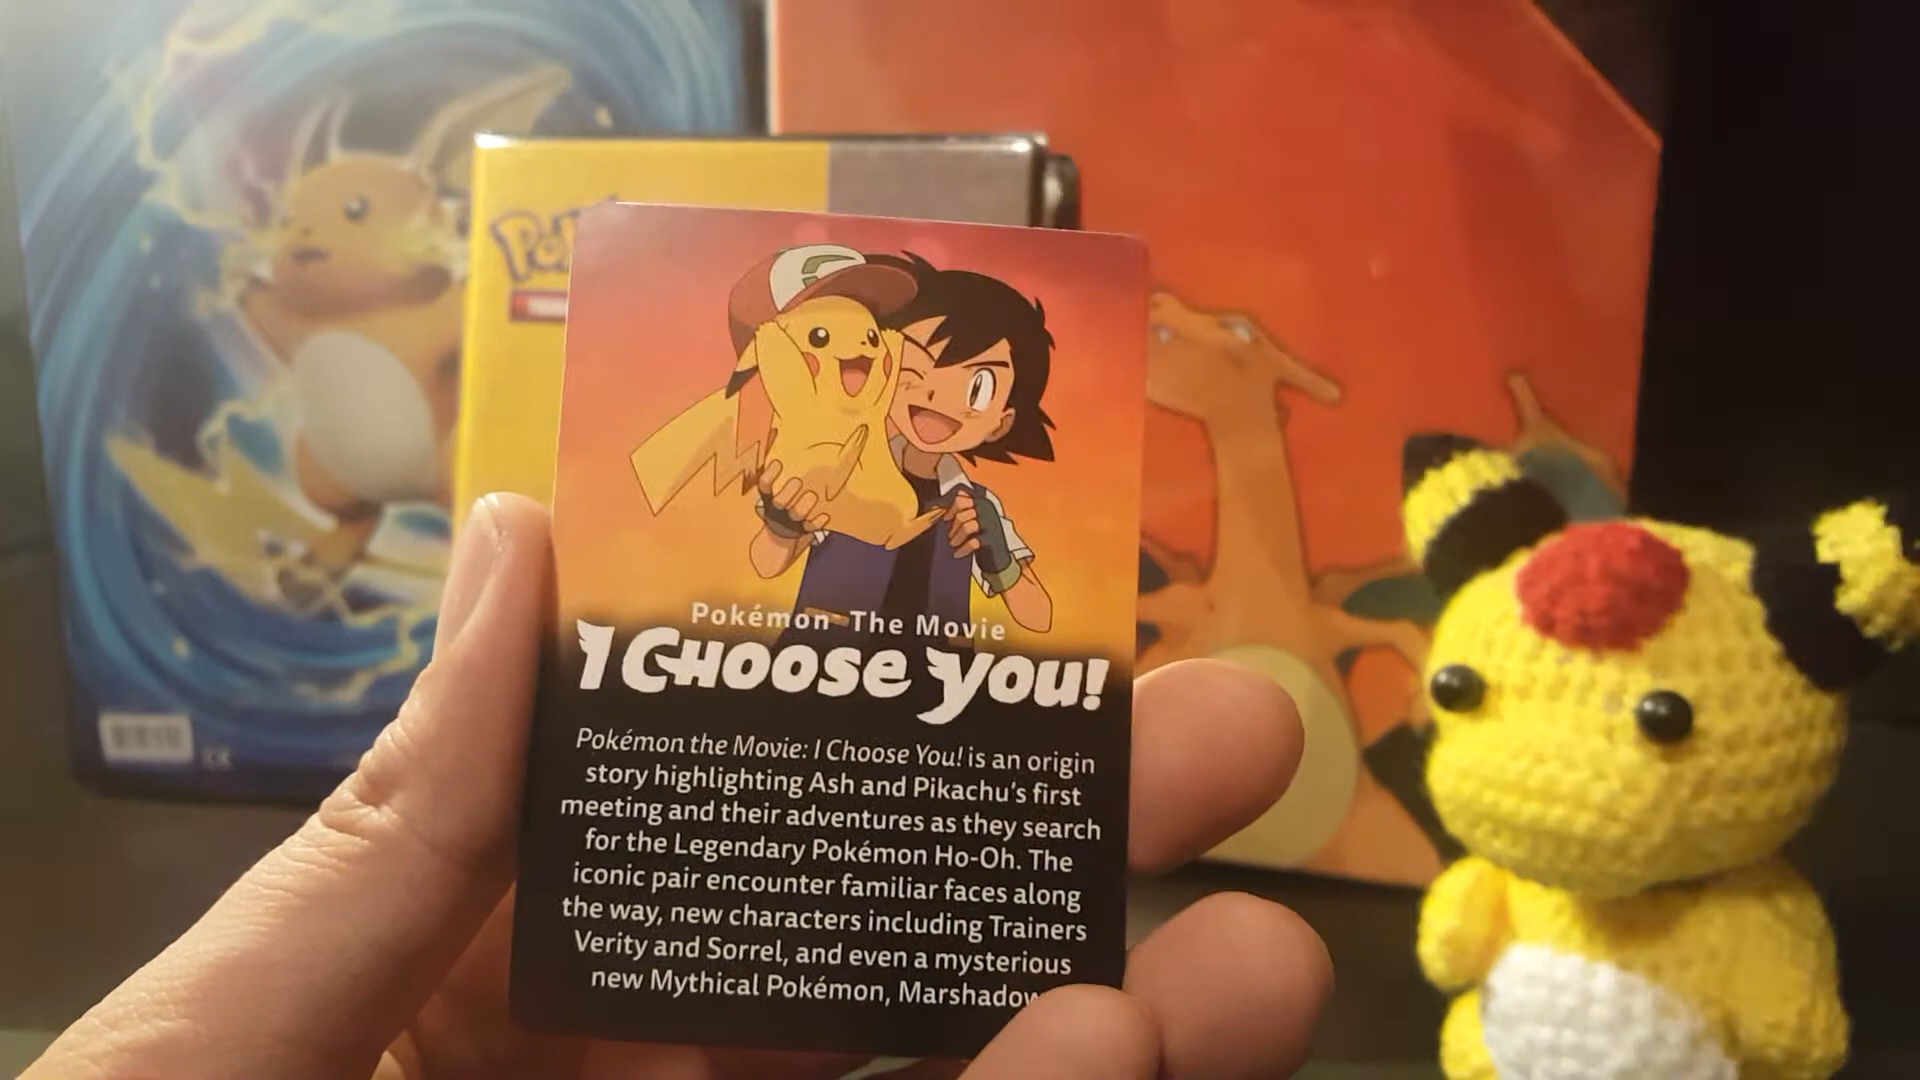 Pokémon The Movie
I CHOOSE YOU!
Pokémon the Movie: I Choose You! is an origin
story highlighting Ash and Pikachu's first
meeting and their adventures as they search
for the Legendary Pokémon Ho-Oh. The
iconic pair encounter familiar faces along
the way, new characters including Trainers
Verity and Sorrel, and even a mysterious
new Mythical Pokémon, Marshadow